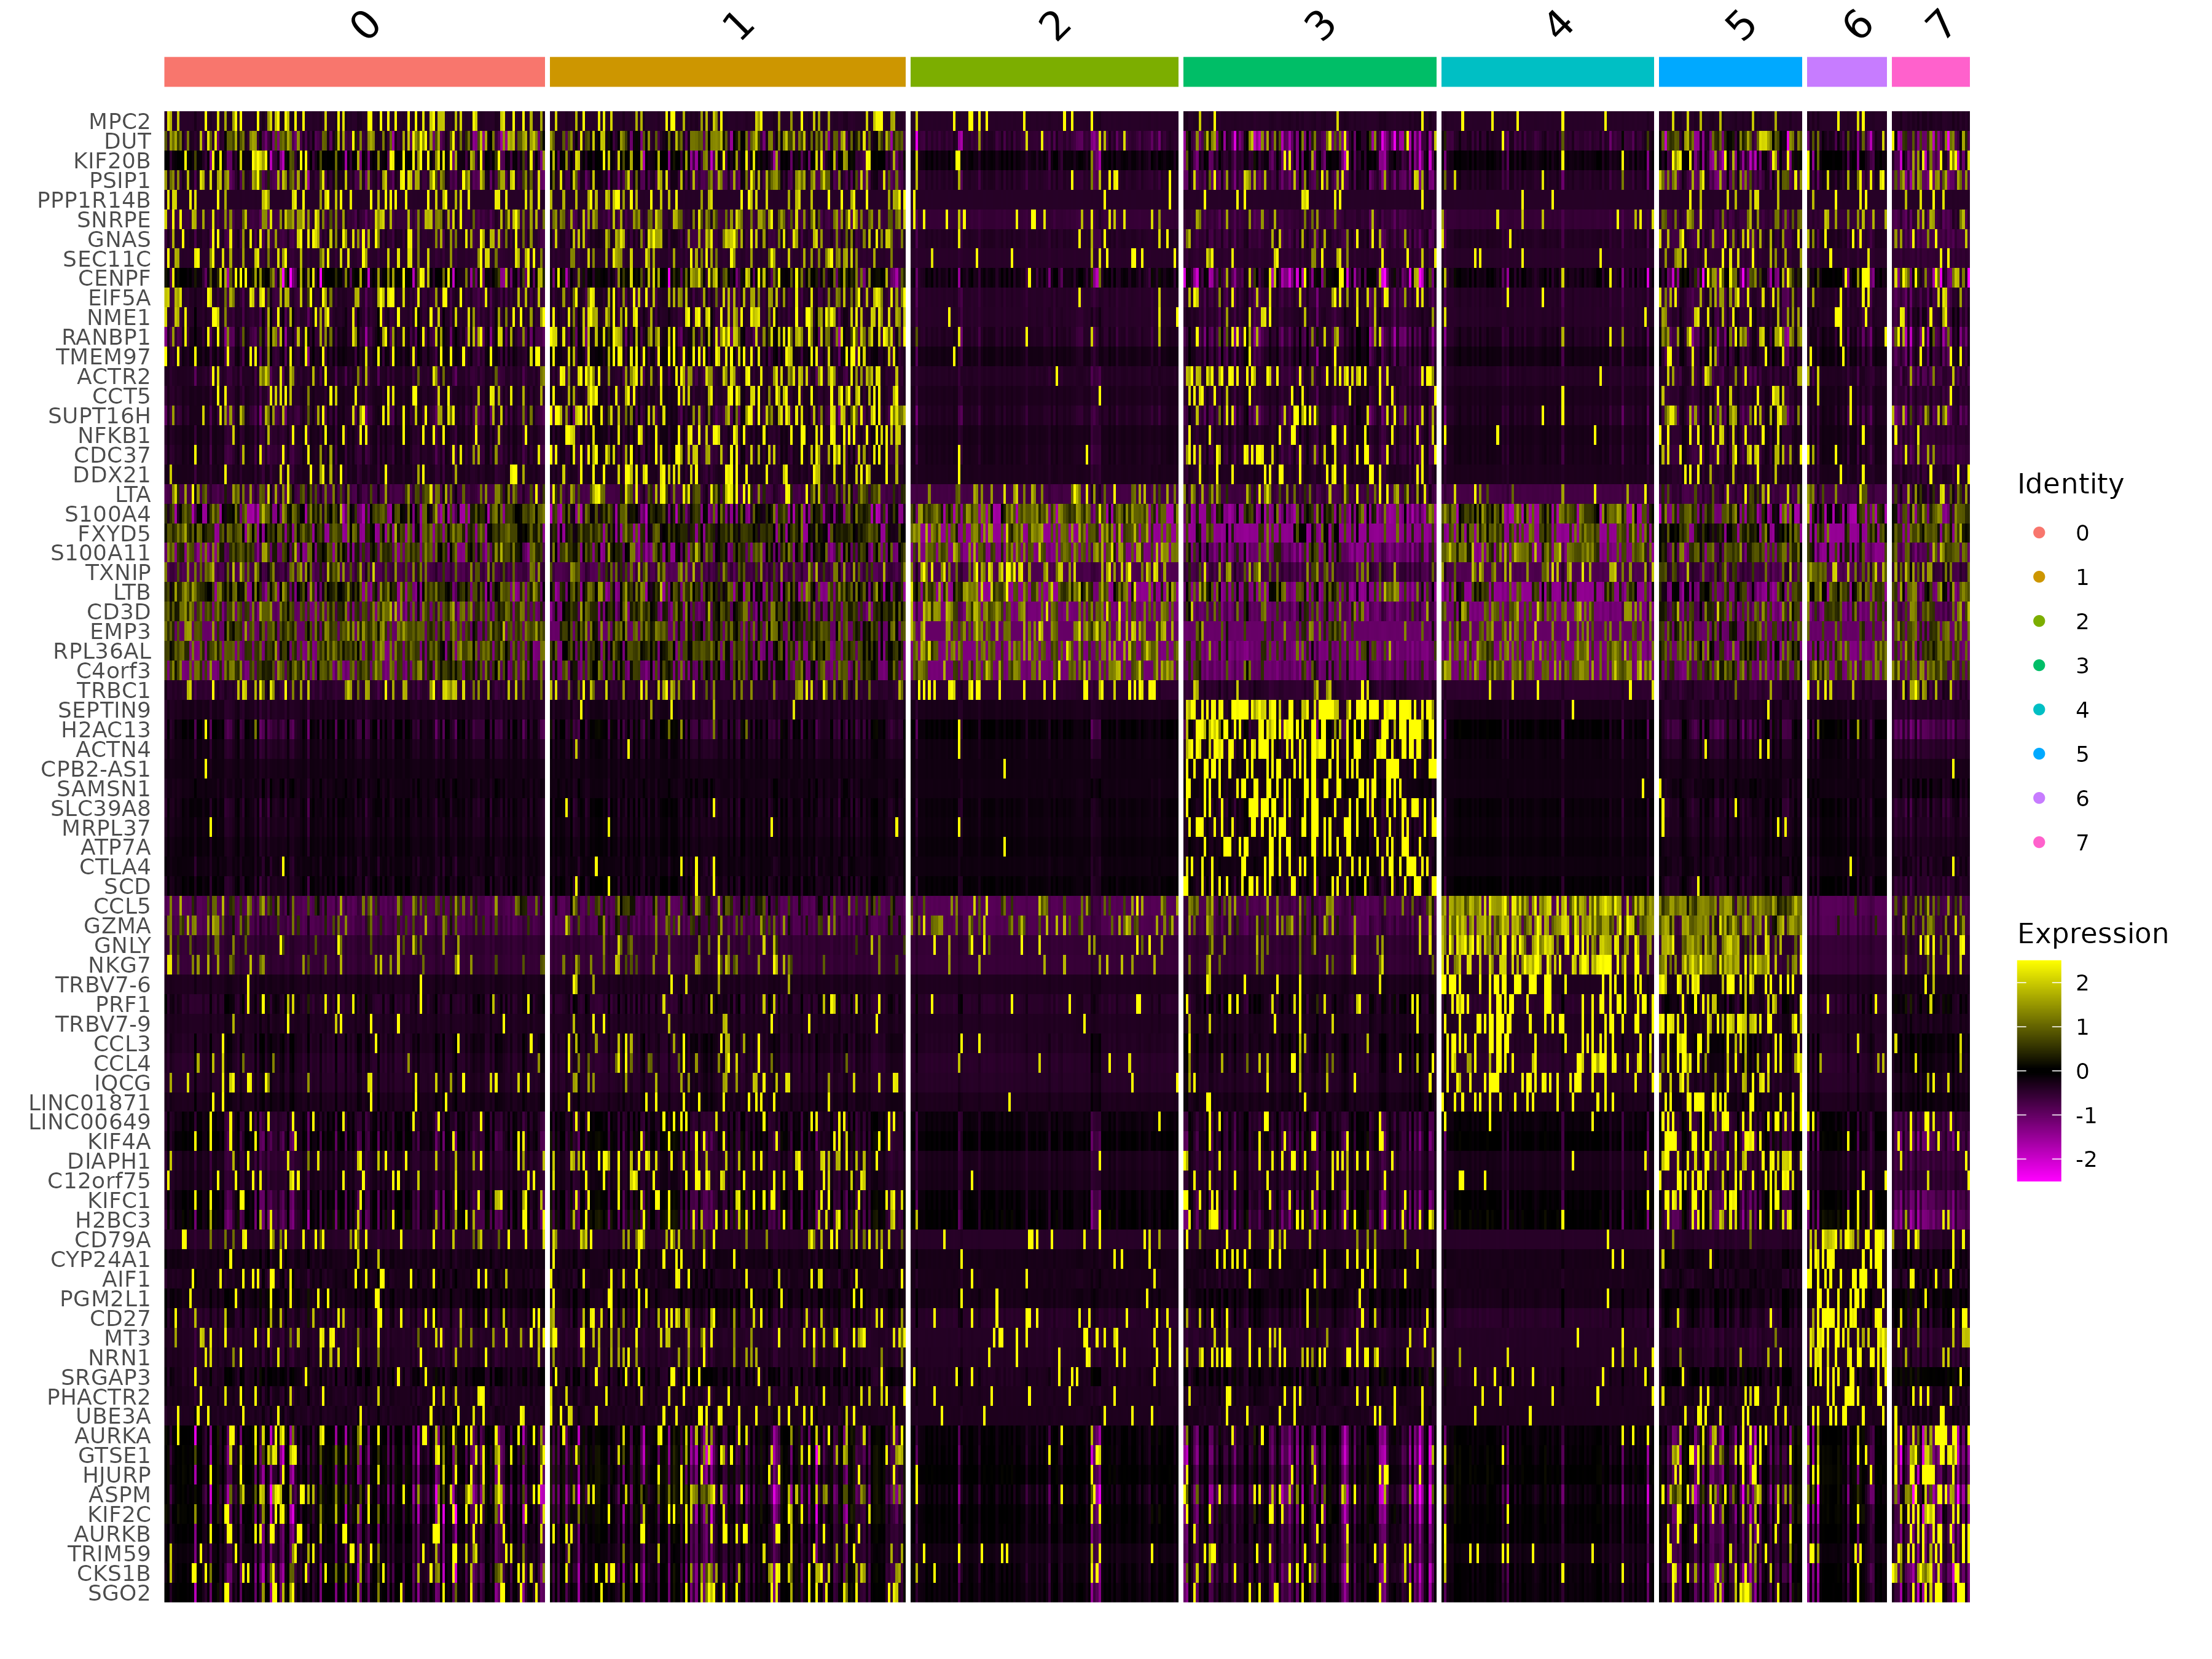 0 1 2 3 4 5 6 7
MPC2
DUT
KIF20B
PSIP1
PPP1R14B
SNRPE
GNAS
SEC11C
CENPF
EIF5A
NME1
RANBP1
TMEM97
ACTR2
CCT5
SUPT16H
NFKB1
CDC37
DDX21
LTA
S100A4
FXYD5
S100A11
TXNIP
LTB
CD3D
EMP3
RPL36AL
C4orf3
TRBC1
SEPTIN9
H2AC13
ACTN4
CPB2-AS1
SAMSN1
SLC39A8
MRPL37
ATP7A
CTLA4
SCD
CCL5
GZMA
GNLY
NKG7
TRBV7-6
PRF1
TRBV7-9
CCL3
CCL4
IQCG
LINC01871
LINC00649
KIF4A
DIAPH1
C12orf75
KIFC1
H2BC3
CD79A
CYP24A1
AIF1
PGM2L1
CD27
MT3
NRN1
SRGAP3
PHACTR2
UBE3A
AURKA
GTSE1
HJURP
ASPM
KIF2C
AURKB
TRIM59
CKS1B
SGO2
Identity
0
1
2
3
4
5
6
7
Expression
2
1
0
-1
-2